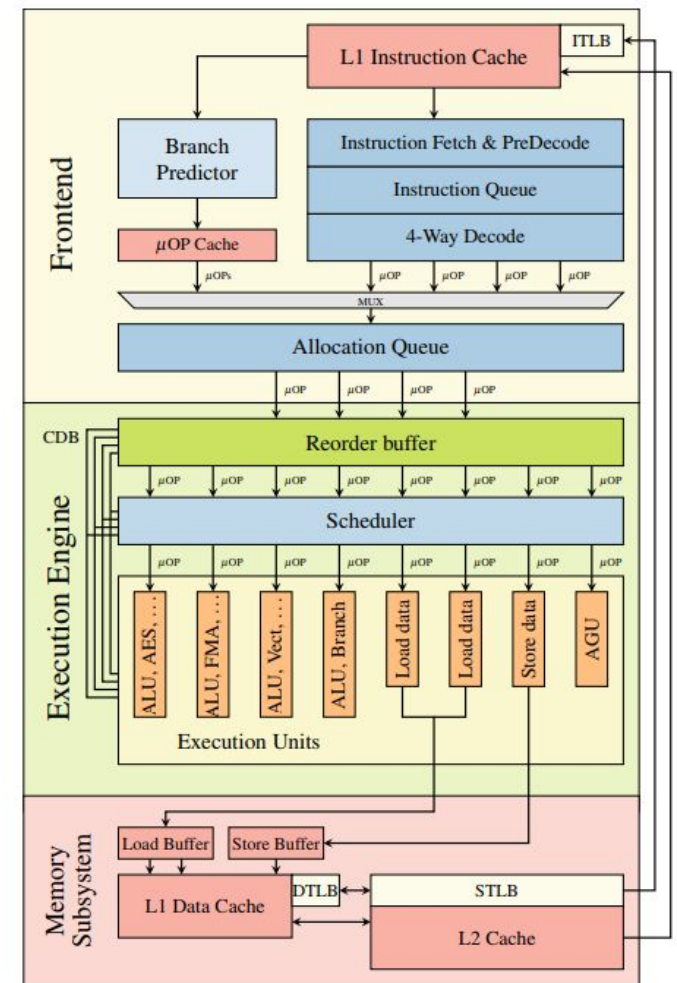 ITLB
L1 Instruction Cache
Frontend
Branch
Predictor
Instruction Fetch & PreDecode
Instruction Queue
μOP Cache
4-Way Decode
μOPs
μOP
μOP
μOP
μOP
MUX
Allocation Queue
μOP
μOP
μOP
μOP
Execution Engine
CDB
Reorder buffer
μOP
μOP
μOP
μOP
μOP
μOP
μOP
μOP
Scheduler
μOP
μOP
μOP
μOP
μOP
μOP
μOP
μOP
ALU, AES, …
ALU, FMA, …
ALU, Vect, …
ALU, Branch
Load data
Load data
Store data
AGU
Execution Units
Memory
Subsystem
Load Buffer
Store Buffer
L1 Data Cache
DTLB
STLB
L2 Cache